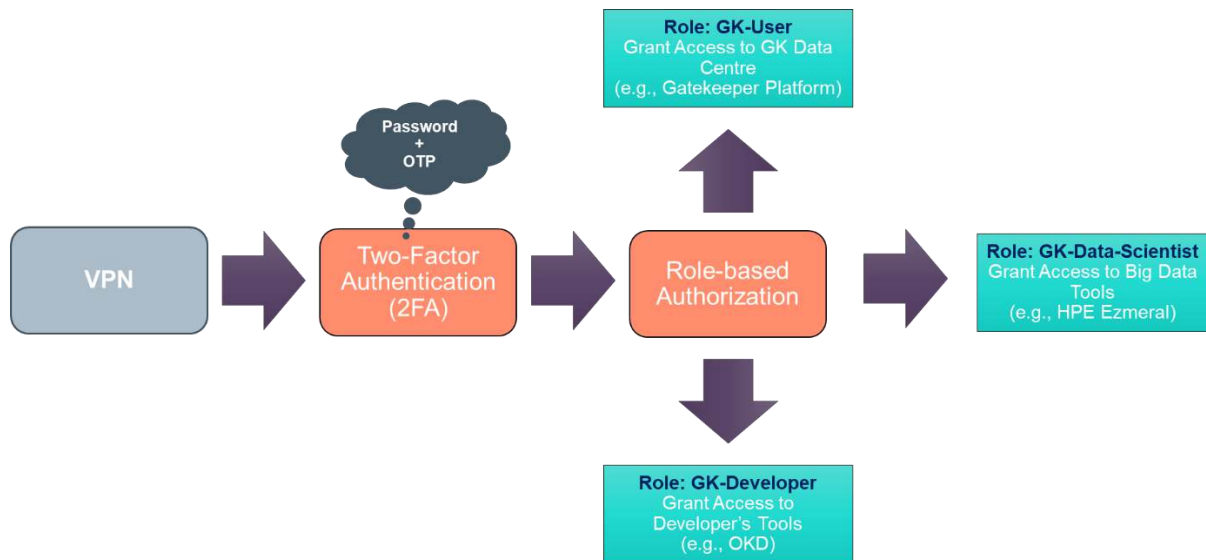 Role: GK-User
Grant Access to GK Data
Centre
(e.g., Gatekeeper Platform)
Password
+
OTP
VPN
Two-Factor
Authentication
(2FA)
Role-based
Authorization
Role: GK-Data-Scientist
Grant Access to Big Data
Tools
(e.g., HPE Ezmeral)
Role: GK-Developer
Grant Access to
Developer's Tools
(e.g., OKD)